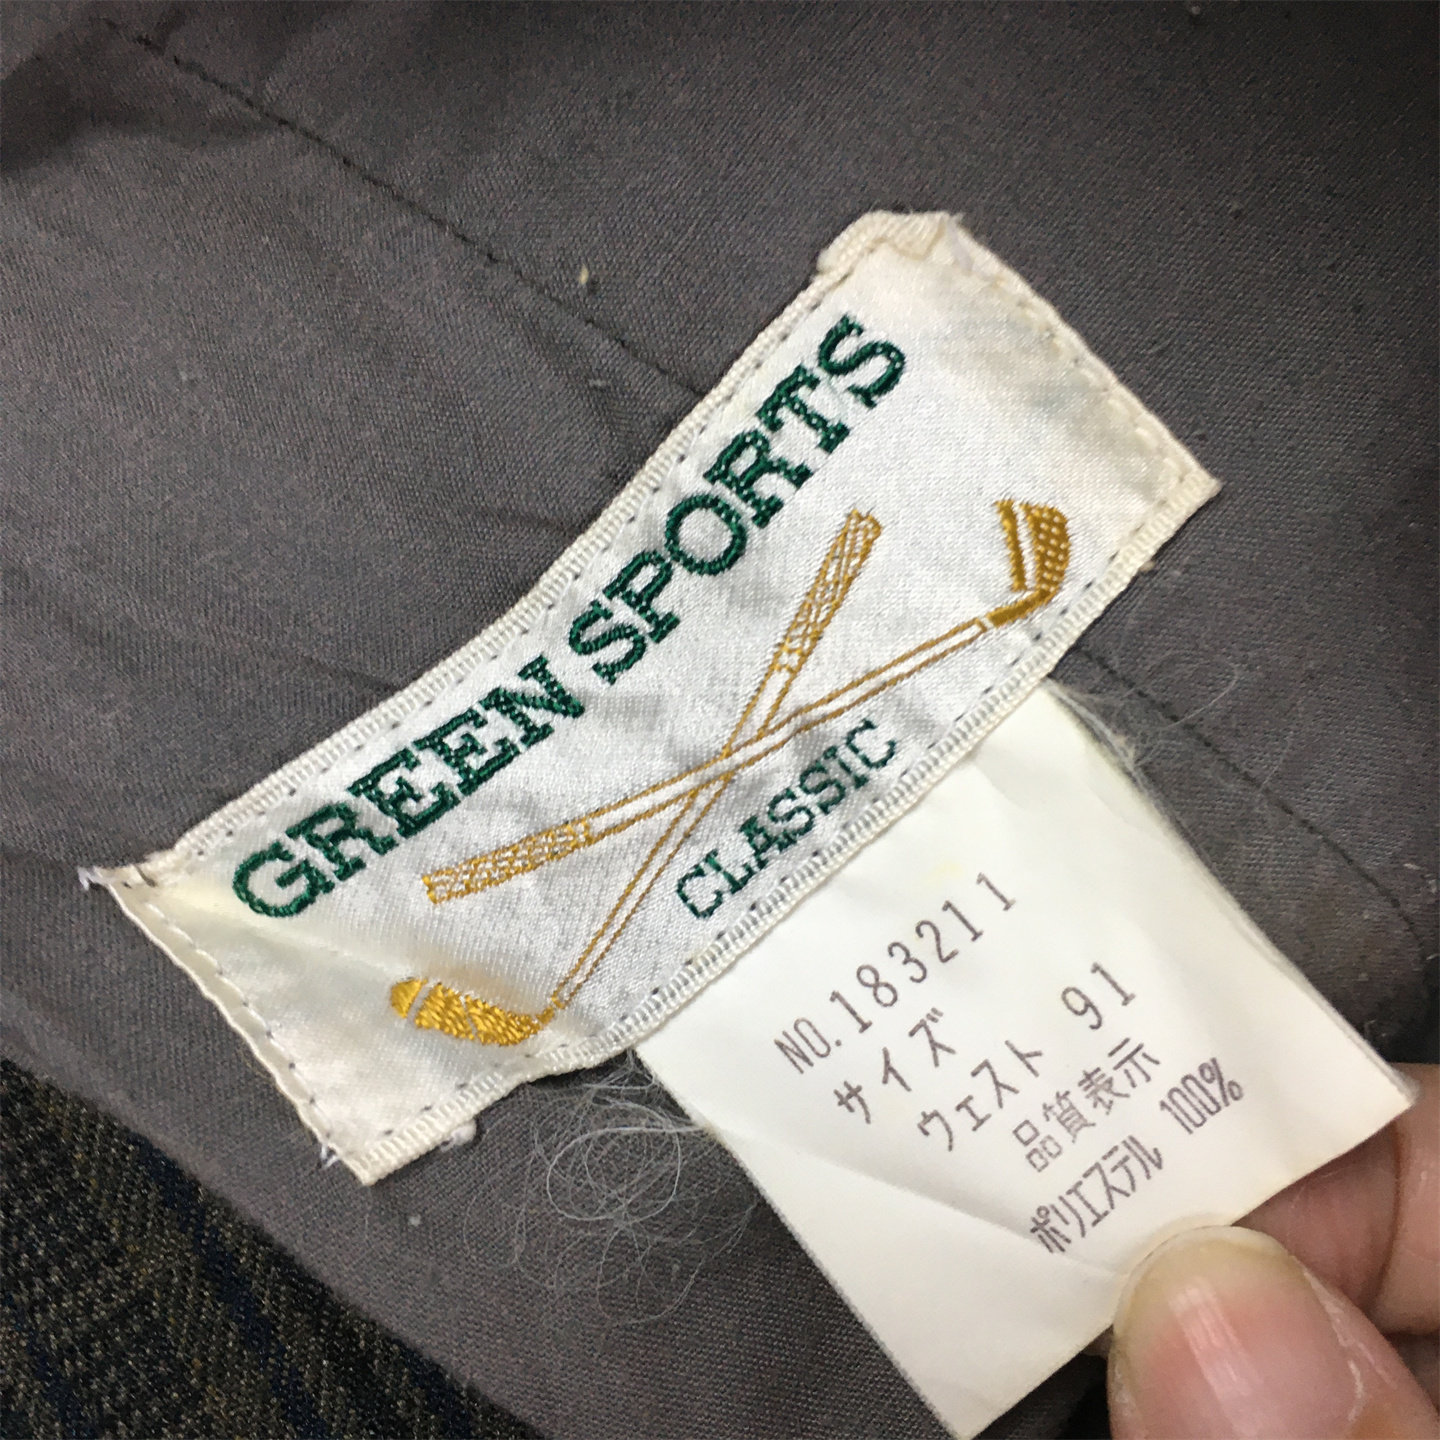 GREEN SPORTS
CLASSIC
NO.183211
サイズ
ウェスト 91
品質表示
ポリエステル 100%